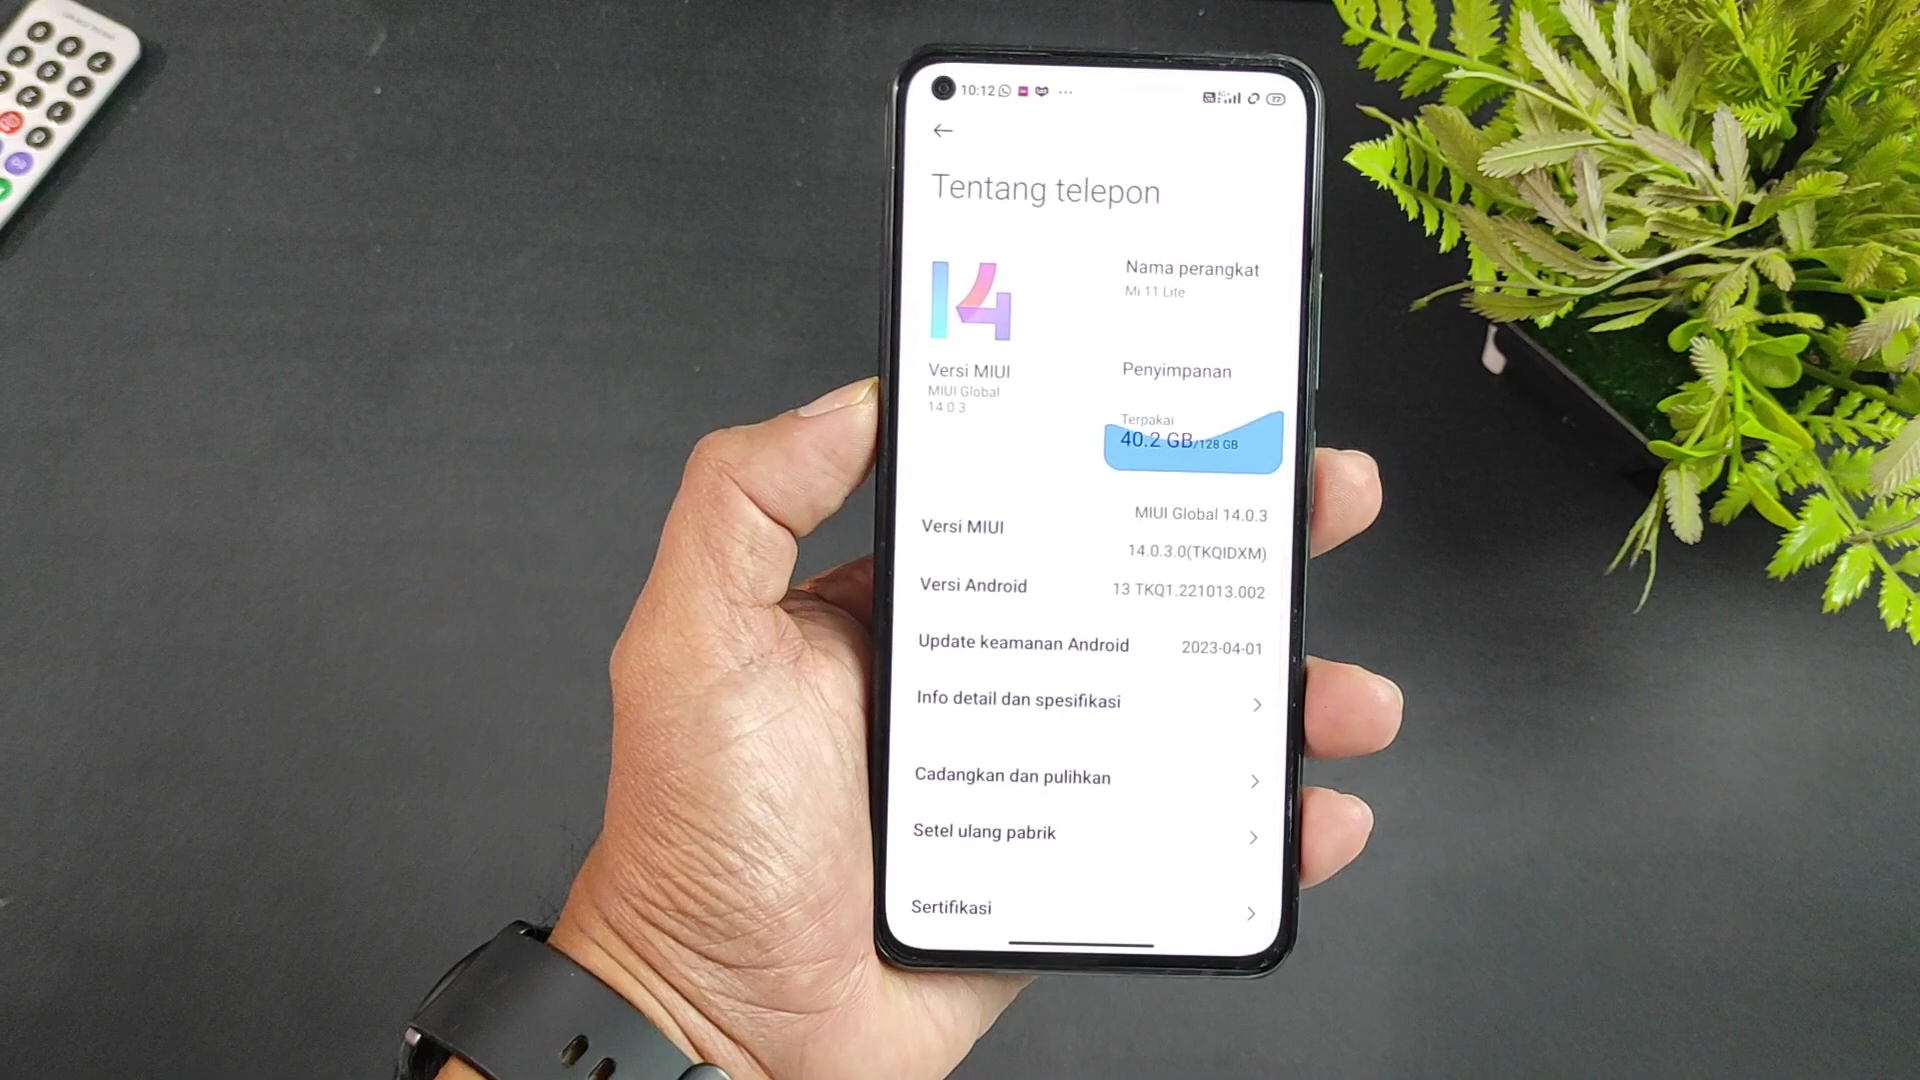 10:12
Tentang telepon
14
Nama perangkat
Mi 11 Lite
Versi MIUI
MIUI Global
14.0.3
Penyimpanan
Terpakai
40.2 GB/128 GB
Versi MIUI
MIUI Global 14.0.3
14.0.3.0(TKQIDXM)
Versi Android
13 TKQ1.221013.002
Update keamanan Android
2023-04-01
Info detail dan spesifikasi
Cadangkan dan pulihkan
Setel ulang pabrik
Sertifikasi